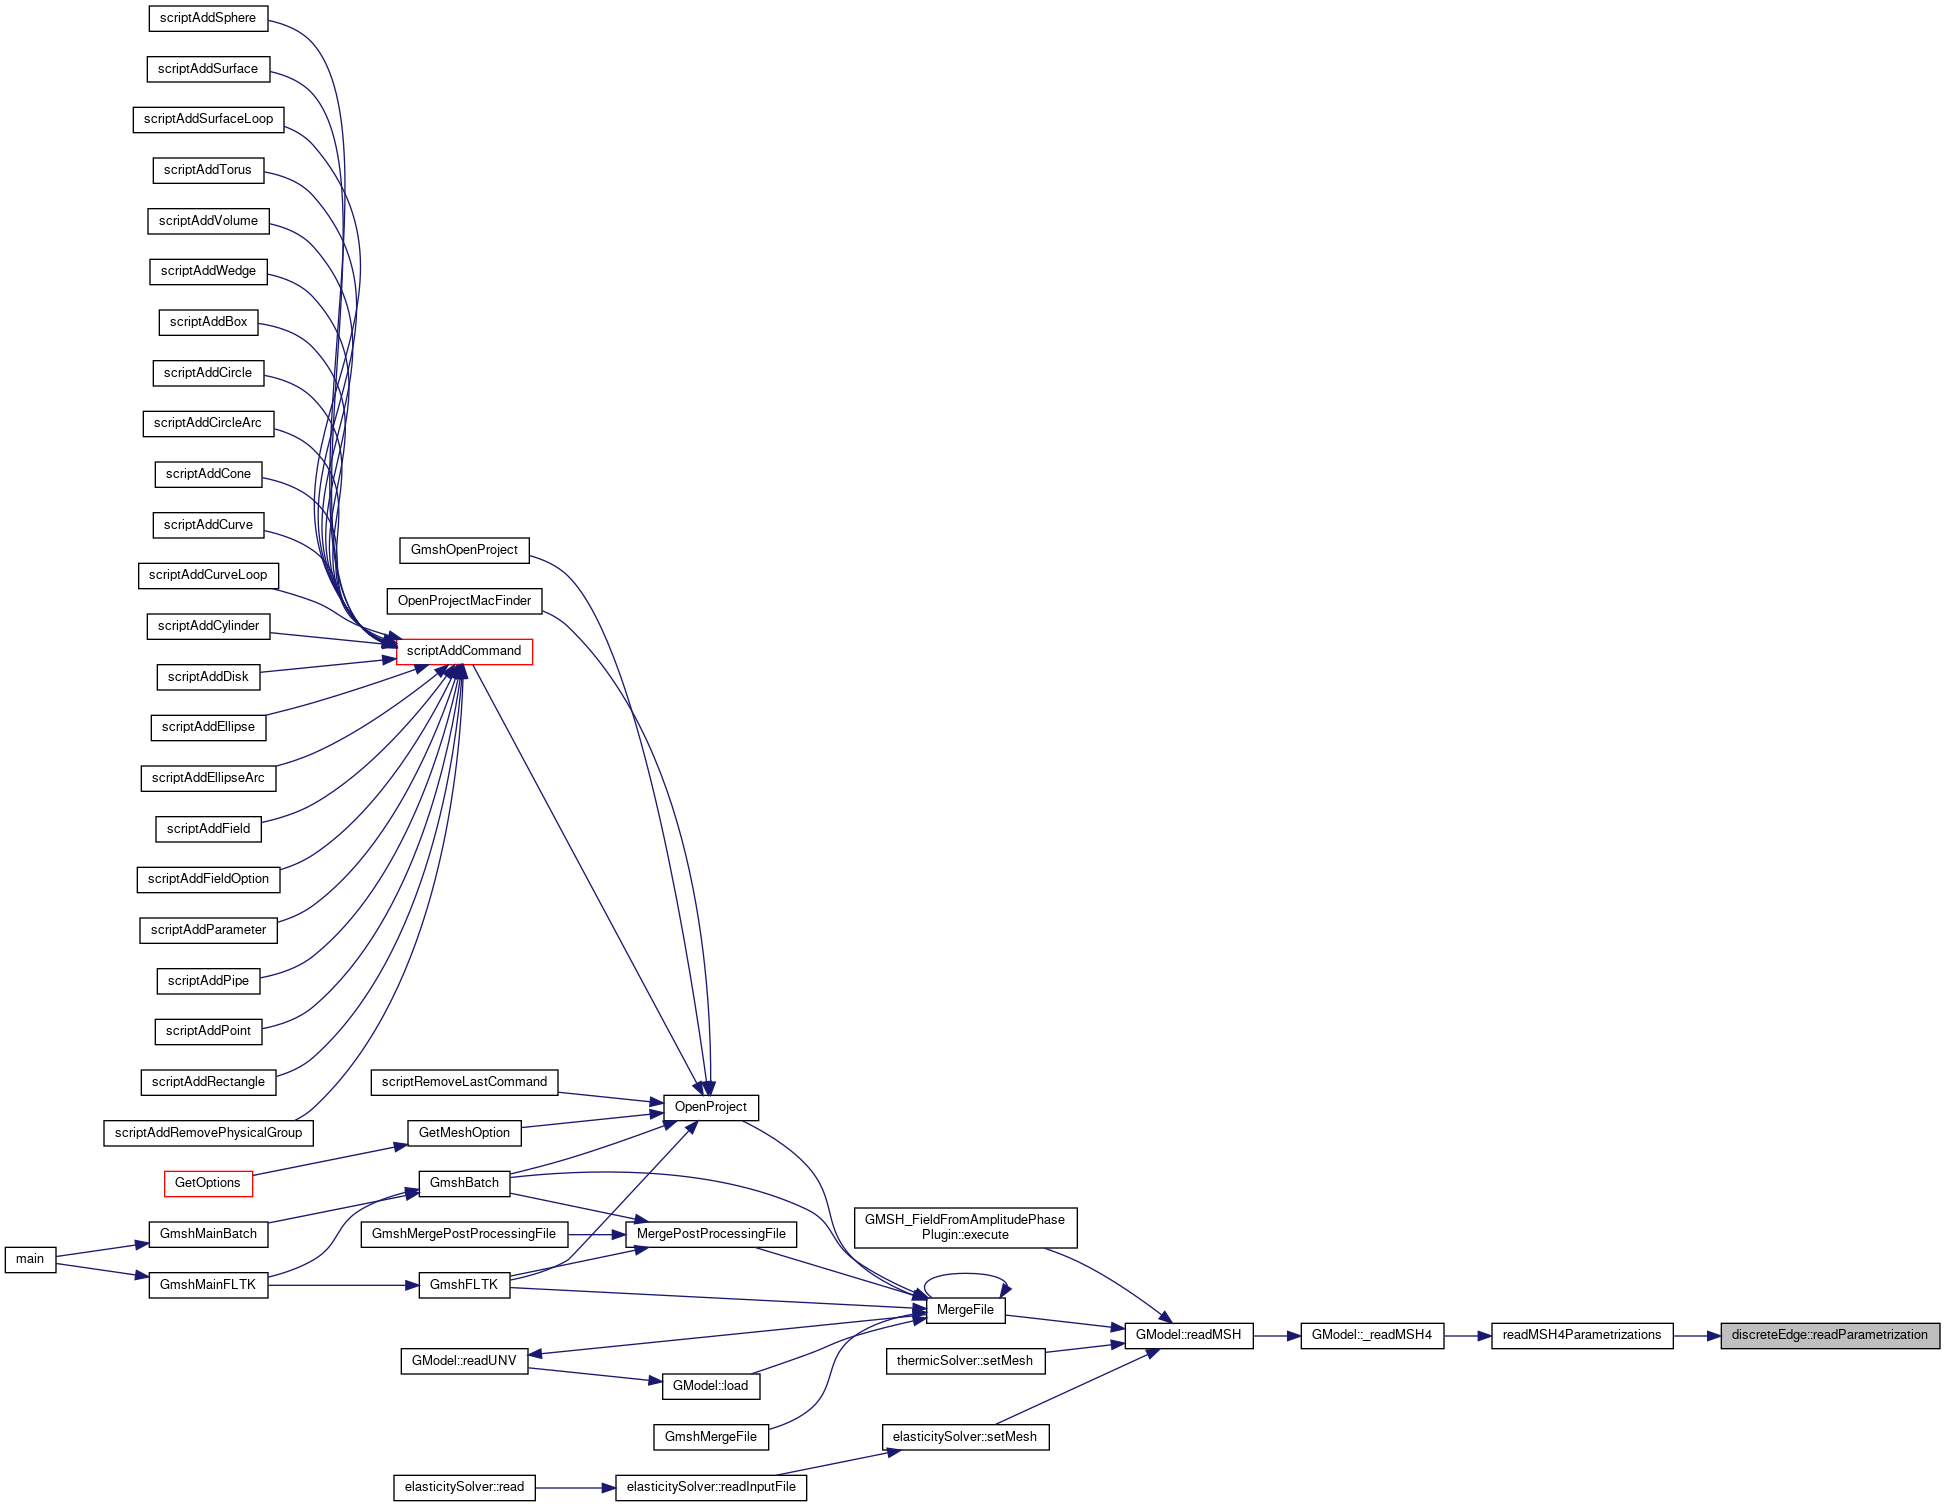 scriptAddSphere
scriptAddSurface
scriptAddSurfaceLoop
scriptAddTorus
scriptAddVolume
scriptAddWedge
scriptAddBox
scriptAddCircle
scriptAddCircleArc
scriptAddCone
scriptAddCurve
GmshOpenProject
scriptAddCurveLoop
OpenProjectMacFinder
scriptAddCylinder
scriptAddCommand
scriptAddDisk
scriptAddEllipse
scriptAddEllipseArc
scriptAddField
scriptAddFieldOption
scriptAddParameter
scriptAddPipe
scriptAddPoint
scriptAddRectangle
scriptRemoveLastCommand
OpenProject
scriptAddRemovePhysicalGroup
GetMeshOption
GetOptions
GmshBatch
GMSH_FieldFromAmplitudePhase
Plugin::execute
GmshMainBatch
GmshMergePostProcessingFile
MergePostProcessingFile
main
GmshMainFLTK
GmshFLTK
MergeFile
GModel::readMSH
GModel::_readMSH4
readMSH4Parametrizations
discreteEdge::readParametrization
GModel::readUNV
thermicSolver::setMesh
GModel::load
GmshMergeFile
elasticitySolver::setMesh
elasticitySolver::read
elasticitySolver::readInputFile